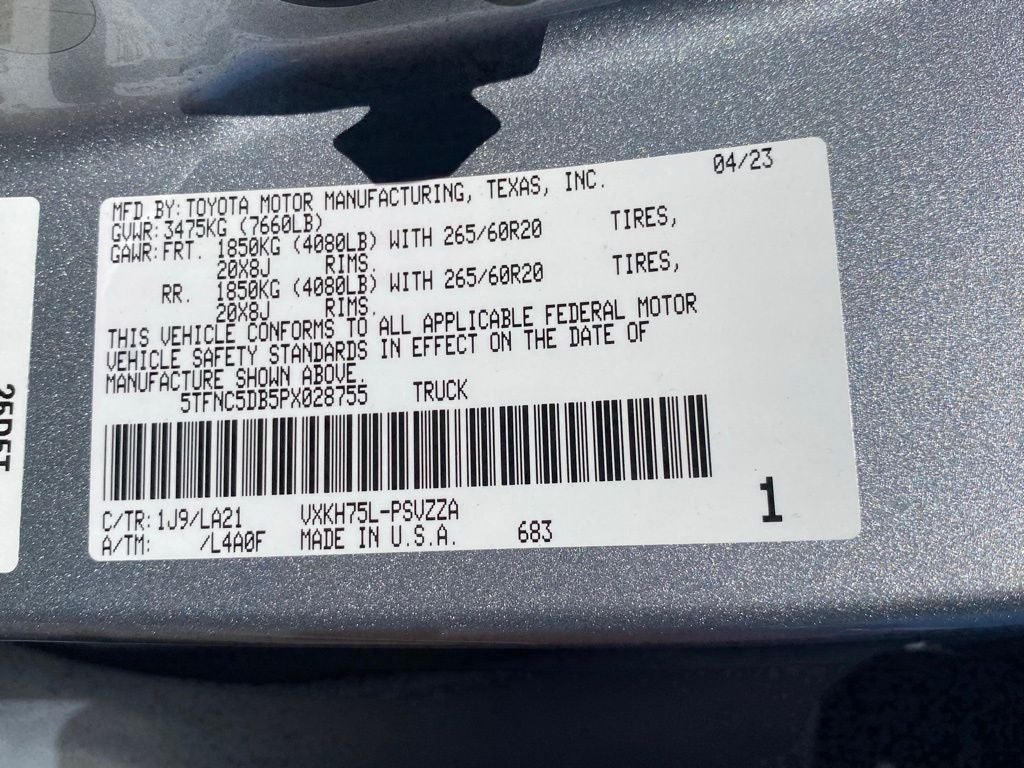 04/23
MFD.BY:TOYOTA MOTOR MANUFACTURING, TEXAS, INC.
GVWR:3475KG (7660LB)
GAWR:FRT. 1850KG (4080LB) WITH 265/60R20 TIRES,
20X8J RIMS.
RR. 1850KG (4080LB) WITH 265/60R20 TIRES,
20X8J RIMS.
THIS VEHICLE CONFORMS TO ALL APPLICABLE FEDERAL MOTOR
VEHICLE SAFETY STANDARDS IN EFFECT ON THE DATE OF
MANUFACTURE SHOWN ABOVE.
5TFNC5DB5PX028755 TRUCK
C/TR:1J9/LA21 VXKH75L-PSVZZA
A/TM: /L4A0F MADE IN U.S.A. 683
1